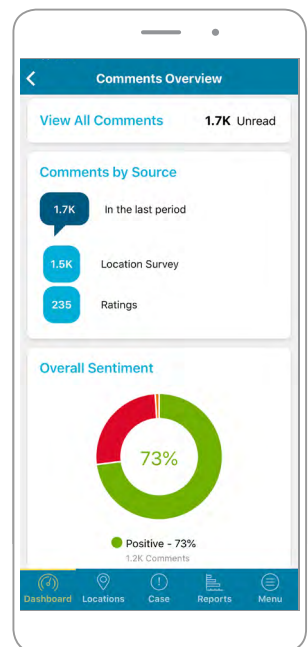 Comments Overview
View All Comments 1.7K Unread
Comments by Source
1.7K In the last period
1.5K Location Survey
235 Ratings
Overall Sentiment
73%
Positive - 73%
1.2K Comments
Dashboard Locations Case Reports Menu